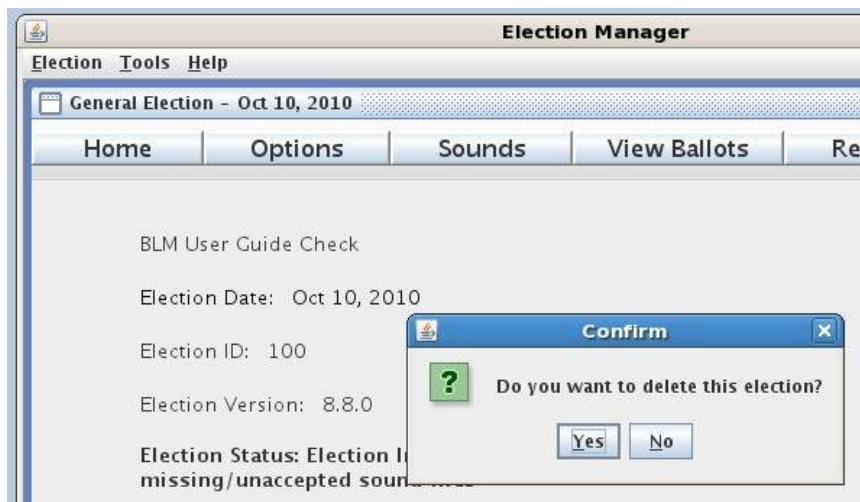 Election Manager
Election Tools Help
General Election - Oct 10, 2010
Home Options Sounds View Ballots Re
BLM User Guide Check
Election Date: Oct 10, 2010
Election ID: 100
Election Version: 8.8.0
Election Status: Election
missing/unaccepted
Confirm
?
Do you want to delete this election?
Yes No